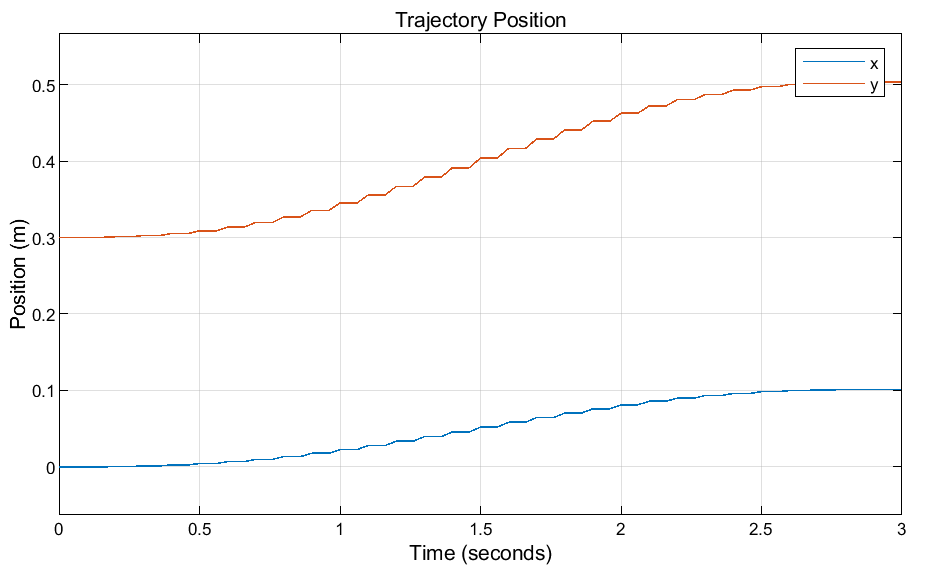 Trajectory Position
x
y
0.5
0.4
0.3
0.2
0.1
0
Position (m)
0 0.5 1 1.5 2 2.5 3
Time (seconds)